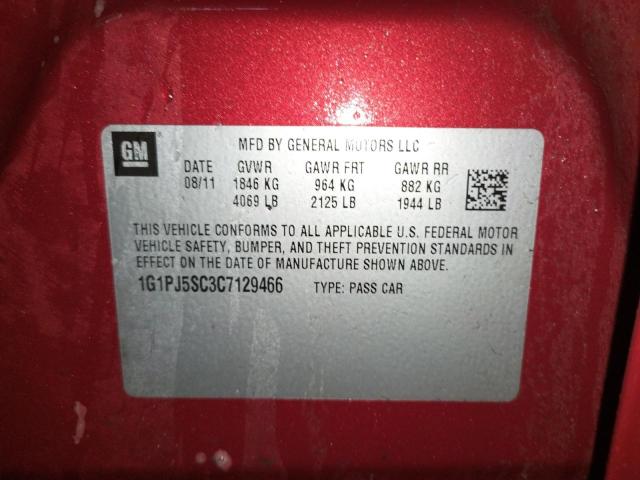 GM
MFD BY GENERAL MOTORS LLC
DATE GVWR GAWR FRT GAWR RR
08/11 1846 KG 964 KG 882 KG
4069 LB 2125 LB 1944 LB
THIS VEHICLE CONFORMS TO ALL APPLICABLE U.S. FEDERAL MOTOR
VEHICLE SAFETY, BUMPER, AND THEFT PREVENTION STANDARDS IN
EFFECT ON THE DATE OF MANUFACTURE SHOWN ABOVE.
1G1PJ5SC3C7129466 TYPE: PASS CAR